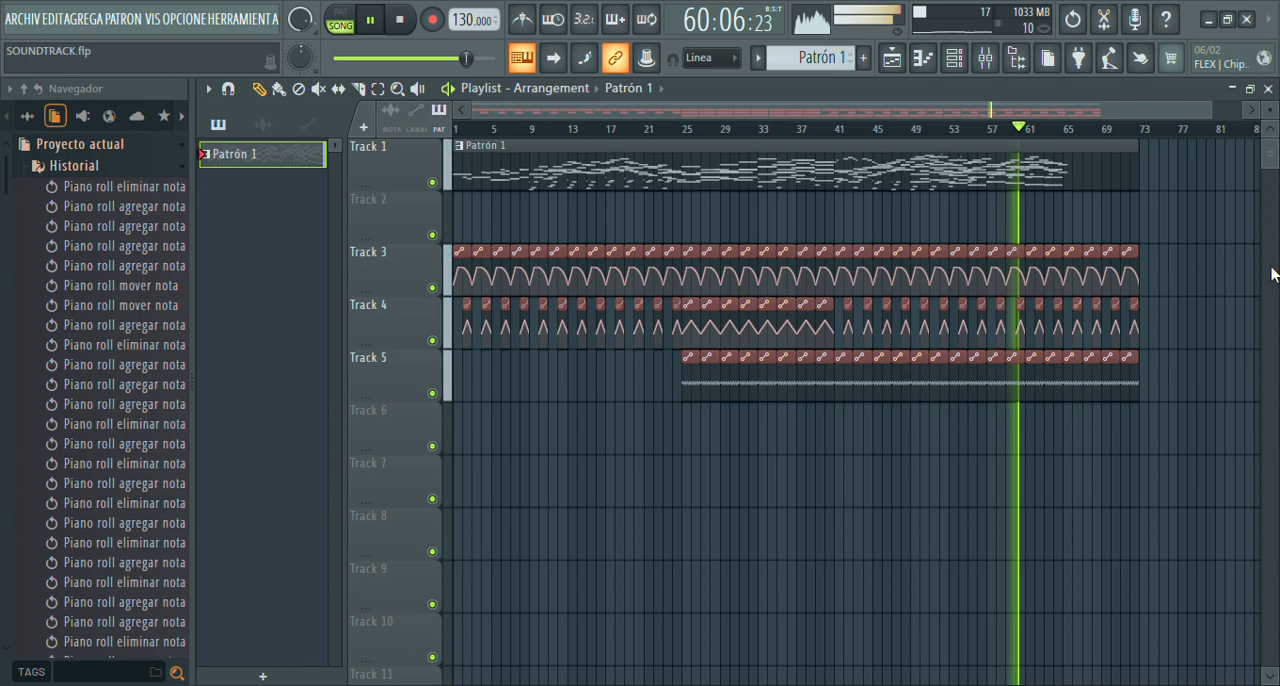 ARCHIV EDITAGREGA PATRON VIS OPCIONE HERRAMIENT A
PAT
SONG
130.000
3.2.
60:06:23
B:S:T
17
1033 MB
10
SOUNDTRACK.flp
Línea
Patrón 1
06/02
FLEX | Chip..
Navegador
Playlist - Arrangement
Patrón 1
Proyecto actual
Historial
Piano roll eliminar nota
Piano roll agregar nota
Piano roll agregar nota
Piano roll agregar nota
Piano roll agregar nota
Piano roll mover nota
Piano roll mover nota
Piano roll agregar nota
Piano roll eliminar nota
Piano roll agregar nota
Piano roll agregar nota
Piano roll agregar nota
Piano roll eliminar nota
Piano roll agregar nota
Piano roll eliminar nota
Piano roll agregar nota
Piano roll eliminar nota
Piano roll agregar nota
Piano roll eliminar nota
Piano roll agregar nota
Piano roll eliminar nota
Piano roll agregar nota
Piano roll agregar nota
Piano roll eliminar nota
TAGS
Patrón 1
NOTA CANAL PAT
1 5 9 13 17 21 25 29 33 37 41 45 49 53 57 61 65 69 73 77 81 8
Track 1
Patrón 1
Track 2
Track 3
Track 4
Track 5
Track 6
Track 7
Track 8
Track 9
Track 10
Track 11